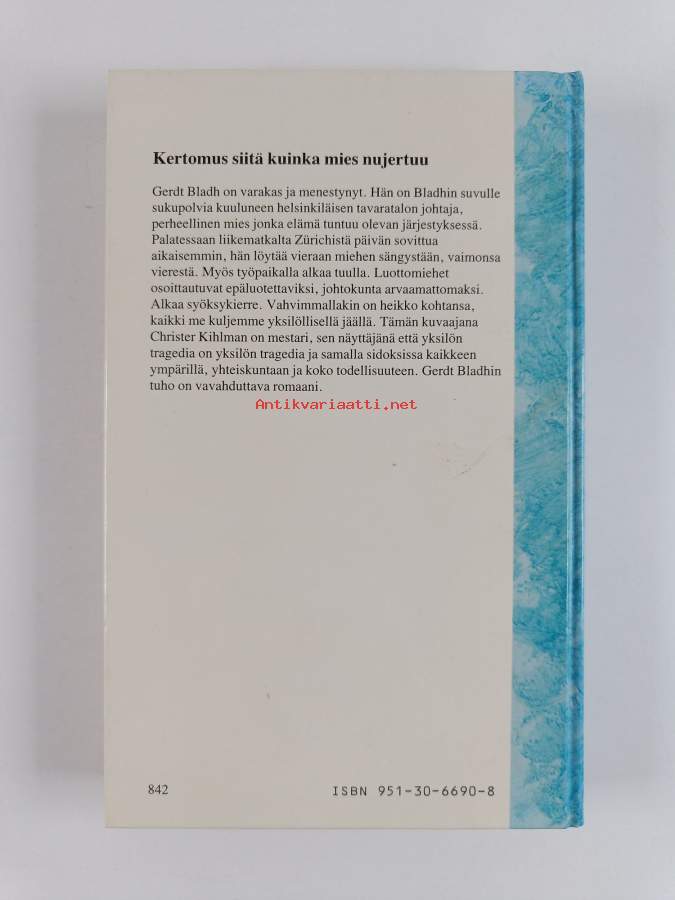 Kertomus siitä kuinka mies nujertuu
Gerdt Bladh on varakas ja menestynyt. Hän on Bladhin suvulle
sukupolvia kuuluneen helsinkiläisen tavaratalon johtaja,
perheellinen mies jonka elämä tuntuu olevan järjestyksessä.
Palatessaan liikematkalta Zürichistä päivän sovittua
aikaisemmin, hän löytää vieraan miehen sängystään, vaimonsa
vierestä. Myös työpaikalla alkaa tuulla. Luottomiehet
osoittautuvat epäluotettaviksi, johtokunta arvaamattomaksi.
Alkaa syöksykierre. Vahvimmallakin on heikko kohtansa,
kaikki me kuljemme yksilöllisellä jäällä. Tämän kuvaajana
Christer Kihlman on mestari, sen näyttäjänä että yksilön
tragedia on yksilön tragedia ja samalla sidoksissa kaikkeen
ympärillä, yhteiskuntaan ja koko todellisuuteen. Gerdt Bladhin
tuho on vavahduttava romaani.
Antikvariaatti.net
842
ISBN 951-30-6690-8